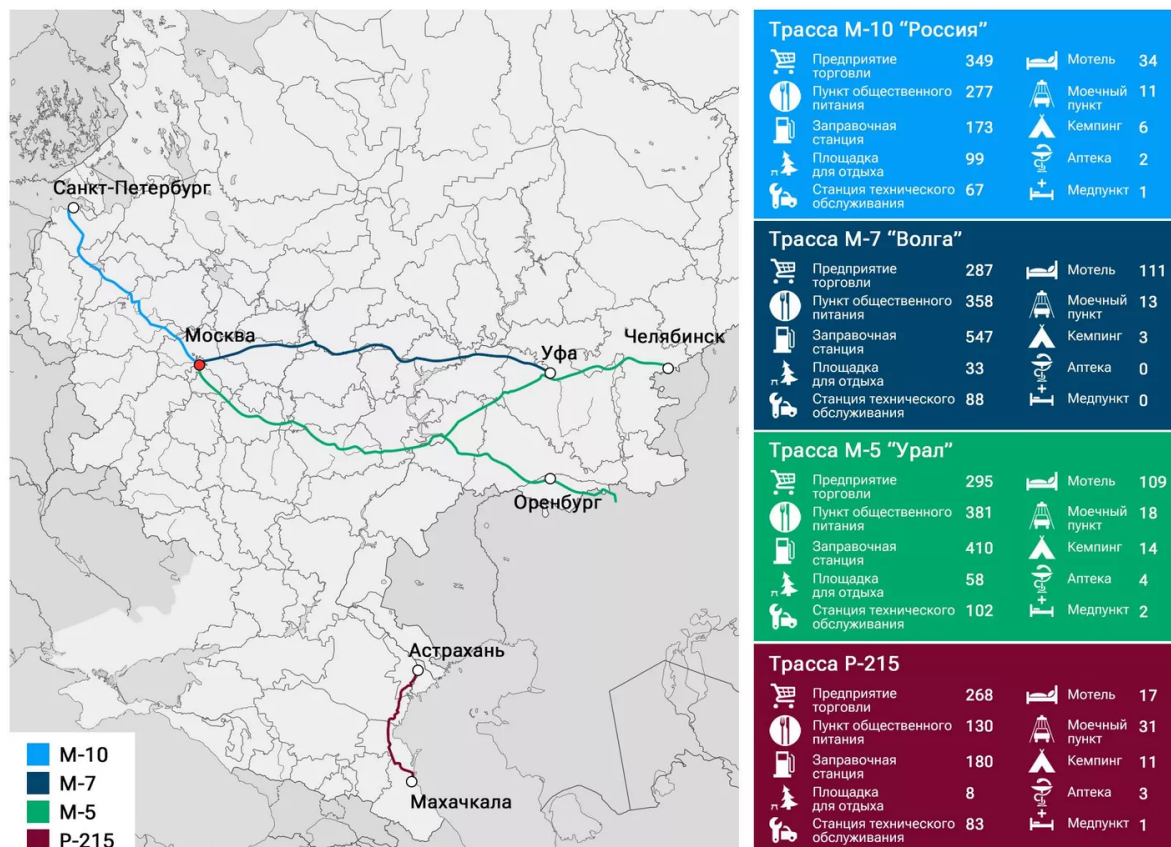 Санкт-Петербург
Москва
Уфа
Челябинск
Оренбург
Астрахань
Махачкала
М-10
М-7
М-5
Р-215
Трасса М-10 “Россия”
Предприятие
торговли
349
Мотель 34
Пункт общественного
питания
277
Моечный
пункт
11
Заправочная
станция
173
Кемпинг 6
Площадка
для отдыха
99
Аптека 2
Станция технического
обслуживания
67
Медпункт 1
Трасса М-7 “Волга”
Предприятие
торговли
287
Мотель 111
Пункт общественного
питания
358
Моечный
пункт
13
Заправочная
станция
547
Кемпинг 3
Площадка
для отдыха
33
Аптека 0
Станция технического
обслуживания
88
Медпункт 0
Трасса М-5 “Урал”
Предприятие
торговли
295
Мотель 109
Пункт общественного
питания
381
Моечный
пункт
18
Заправочная
станция
410
Кемпинг 14
Площадка
для отдыха
58
Аптека 4
Станция технического
обслуживания
102
Медпункт 2
Трасса Р-215
Предприятие
торговли
268
Мотель 17
Пункт общественного
питания
130
Моечный
пункт
31
Заправочная
станция
180
Кемпинг 11
Площадка
для отдыха
8
Аптека 3
Станция технического
обслуживания
83
Медпункт 1